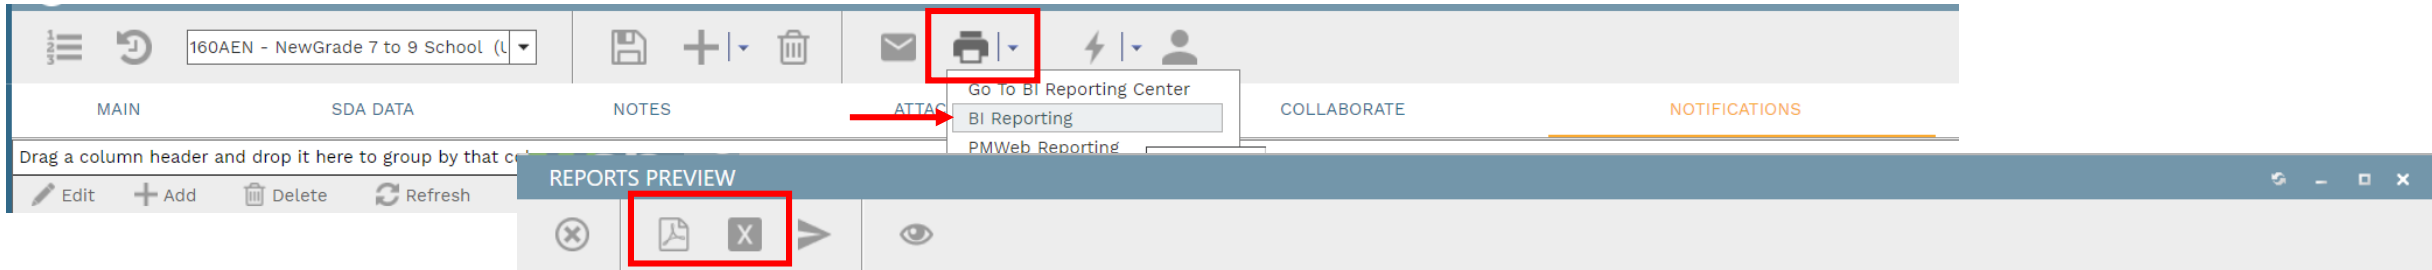 160AEN - NewGrade 7 to 9 School (U
Go To BI Reporting Center
MAIN
SDA DATA
NOTES
ATTAC
BI Reporting
COLLABORATE
NOTIFICATIONS
PMWeb Reporting
Drag a column header and drop it here to group by that co
REPORTS PREVIEW
Edit
Add
Delete
Refresh
X